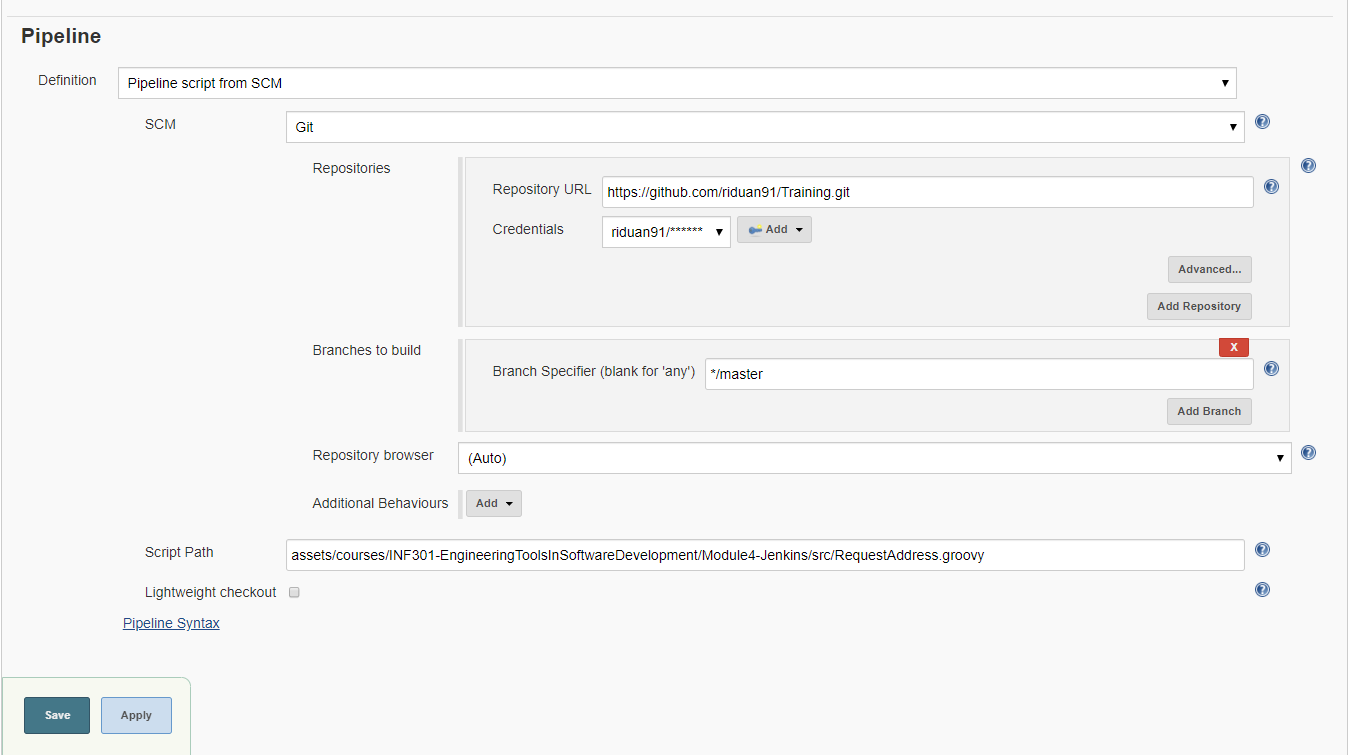 Pipeline
Definition
Pipeline script from SCM
SCM
Git
Repositories
Repository URL
https://github.com/riduan91/Training.git
Credentials
riduan91/******
Add
Advanced...
Add Repository
Branches to build
X
Branch Specifier (blank for 'any')
*/master
Add Branch
Repository browser
(Auto)
Additional Behaviours
Add
Script Path
assets/courses/INF301-EngineeringToolsInSoftwareDevelopment/Module4-Jenkins/src/RequestAddress.groovy
Lightweight checkout
Pipeline Syntax
Save
Apply